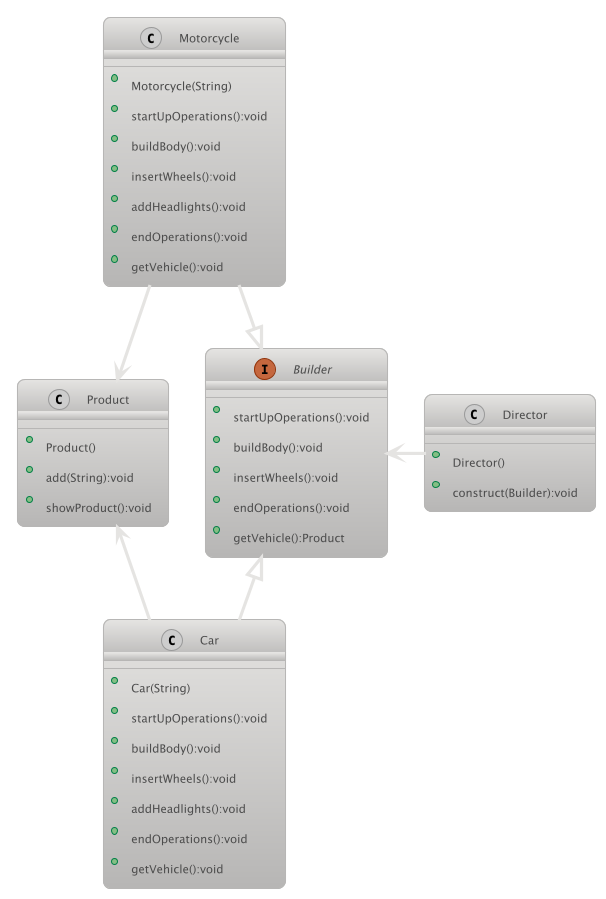 C Motorcycle
Motorcycle(String)
startUpOperations():void
buildBody():void
insertWheels():void
addHeadlights():void
endOperations():void
getVehicle():void
C Product
Product()
add(String):void
showProduct():void
I Builder
startUpOperations():void
buildBody():void
insertWheels():void
endOperations():void
getVehicle():Product
C Director
Director()
construct(Builder):void
C Car
Car(String)
startUpOperations():void
buildBody():void
insertWheels():void
addHeadlights():void
endOperations():void
getVehicle():void